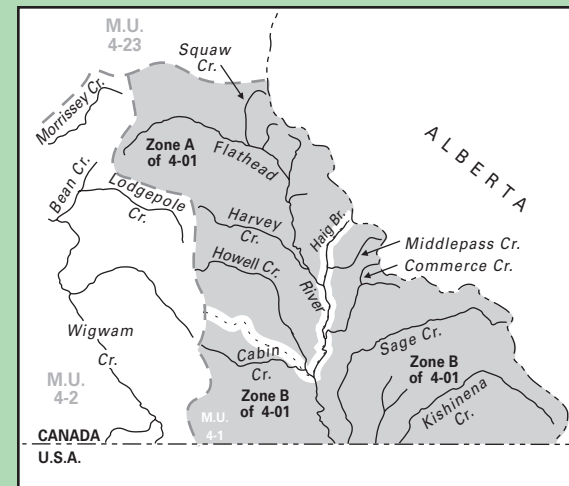 M.U.
4-23
Squaw
Cr.
Morrissey Cr.
ALBERTA
Zone A
of 4-01
Flathead
Bean Cr.
Lodgepole
Cr.
Harvey
Cr.
Haig Br.
Middlepass Cr.
Commerce Cr.
Howell Cr.
River
Wigwam
Cr.
Cabin
Cr.
Sage Cr.
Zone B
of 4-01
Kishinena
Cr.
M.U.
4-2
Zone B
of 4-01
M.U.
4-1
CANADA
U.S.A.